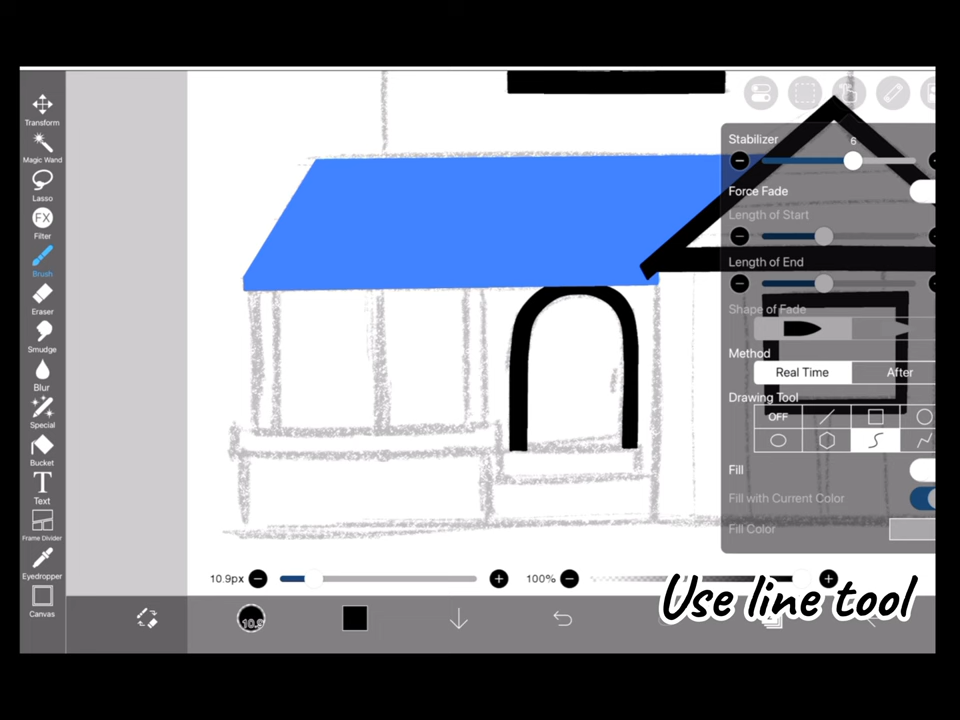 Transform
Magic Wand
Lasso
FX
Filter
Brush
Eraser
Smudge
Blur
Special
Bucket
T
Text
Frame Divider
Eyedropper
Canvas
Stabilizer
6
Force Fade
Length of Start
Length of End
Shape of Fade
Method
Real Time After
Drawing Tool
OFF
Fill
Fill with Current Color
Fill Color
10.9px 100%
10.9
Use line tool